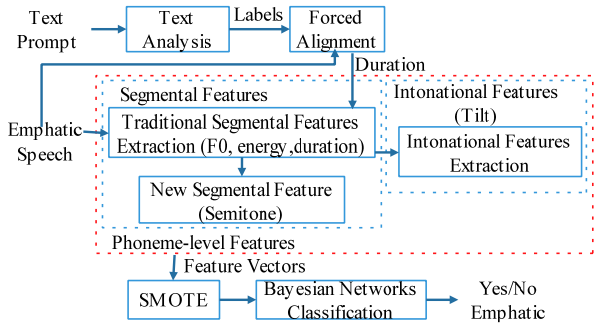 Text
Prompt
Text
Analysis
Labels
Forced
Alignment
Duration
Segmental Features
Intonational Features
(Tilt)
Emphatic
Speech
Traditional Segmental Features
Extraction (F0, energy,duration)
Intonational Features
Extraction
New Segmental Feature
(Semitone)
Phoneme-level Features
Feature Vectors
SMOTE
Bayesian Networks
Classification
Yes/No
Emphatic